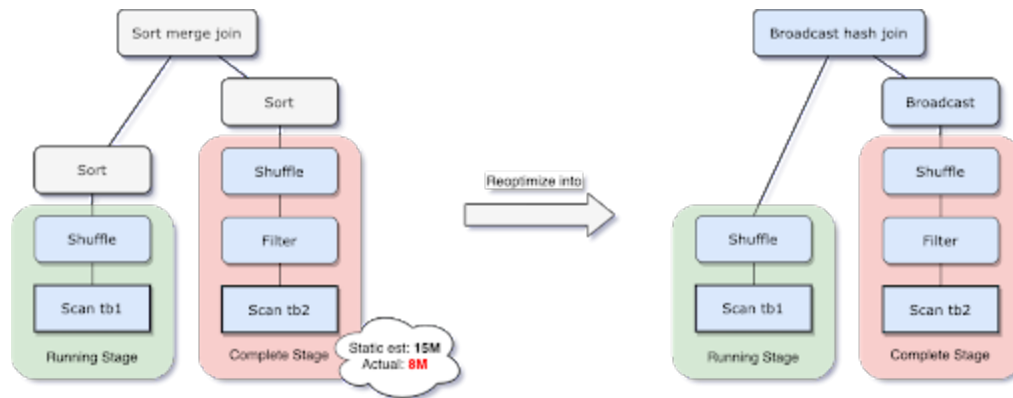 Sort merge join
Sort
Sort
Shuffle
Shuffle
Filter
Scan tb1
Scan tb2
Running Stage
Complete Stage
Static est: 15M
Actual: 8M
Reoptimize into
Broadcast hash join
Broadcast
Shuffle
Shuffle
Filter
Scan tb1
Scan tb2
Running Stage
Complete Stage